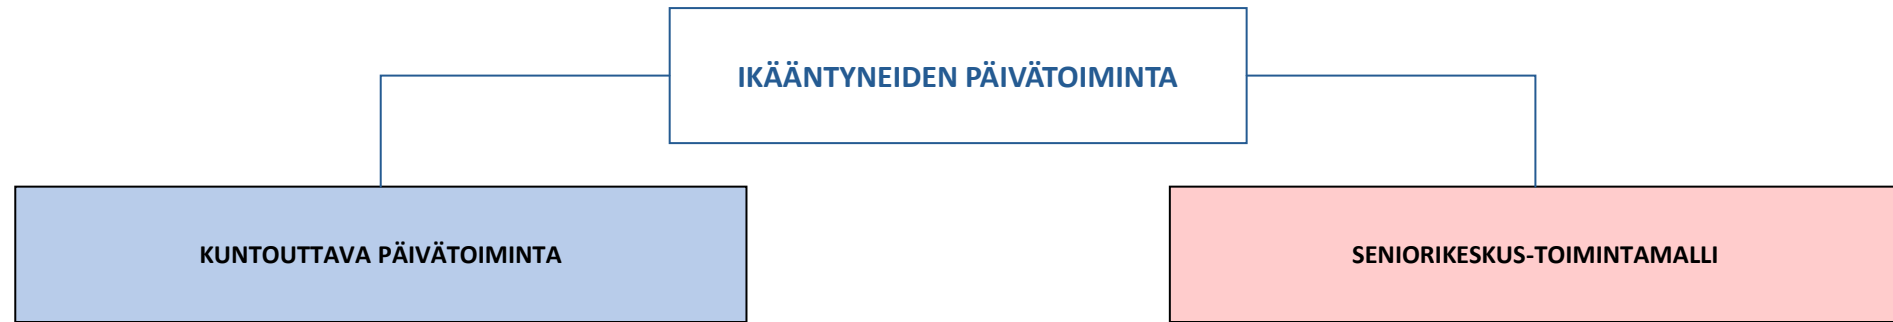 IKÄÄNTYNEIDEN PÄIVÄTOIMINTA
KUNTOUTTAVA PÄIVÄTOIMINTA
SENIORIKESKUS-TOIMINTAMALLI